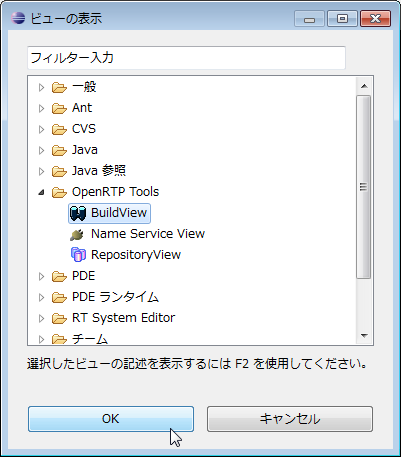 ビューの表示
フィルター入力
一般
Ant
CVS
Java
Java 参照
OpenRTP Tools
BuildView
Name Service View
RepositoryView
PDE
PDE ランタイム
RT System Editor
チーム
選択したビューの記述を表示するには F2 を使用してください。
OK
キャンセル